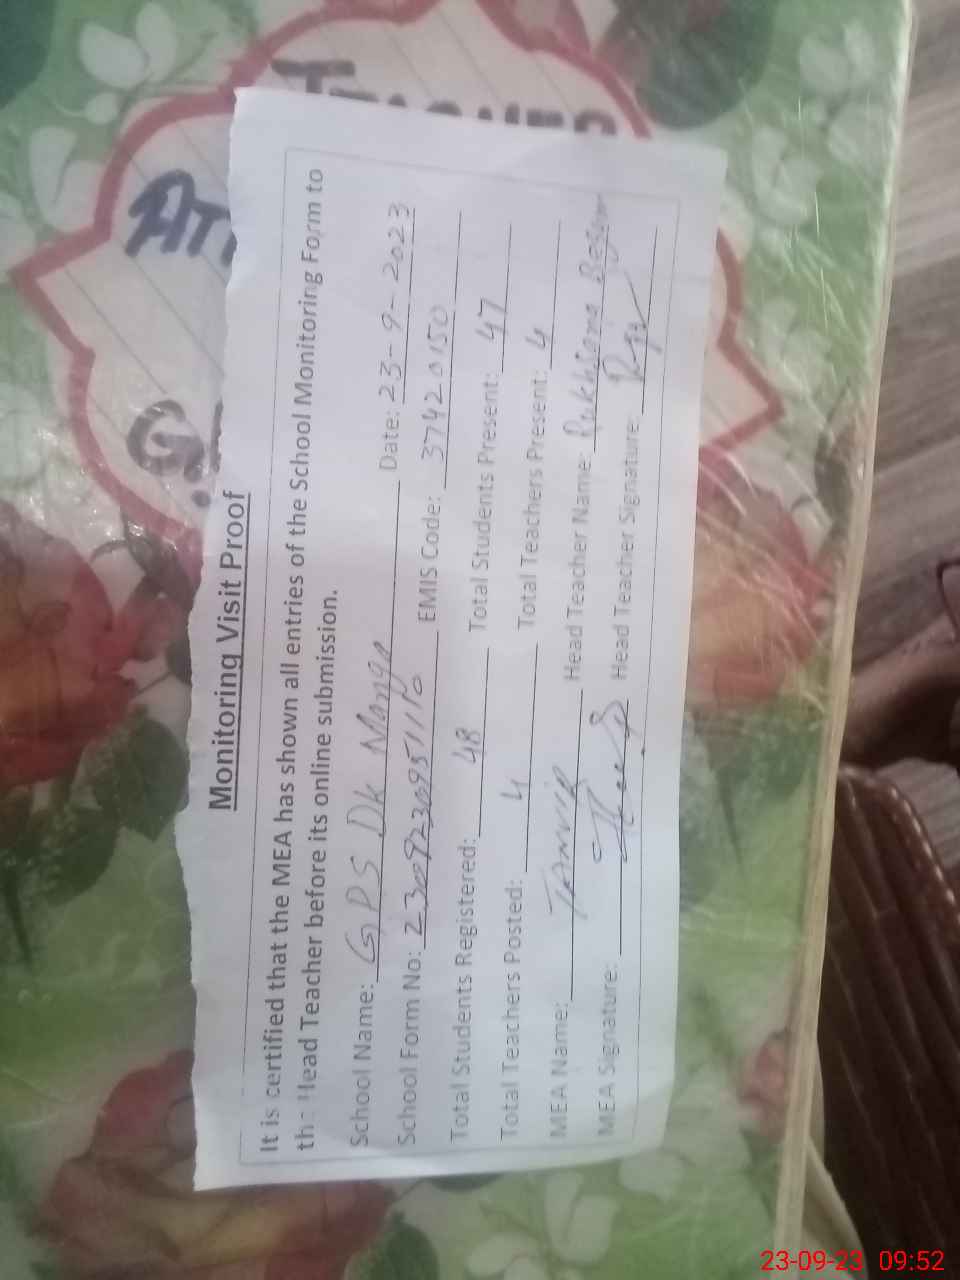 Monitoring Visit Proof
It is certified that the MEA has shown all entries of the School Monitoring Form to
the Head Teacher before its online submission.
School Name: GPS Dk Manga Date: 23-9-2023
School Form No: EMIS Code: 37420150
Total Students Registered: 48 Total Students Present: 47
Total Teachers Posted: 4 Total Teachers Present: 4
MEA Name: TANVIR Head Teacher Name:
MEA Signature: Head Teacher Signature:
23-09-23 09:52